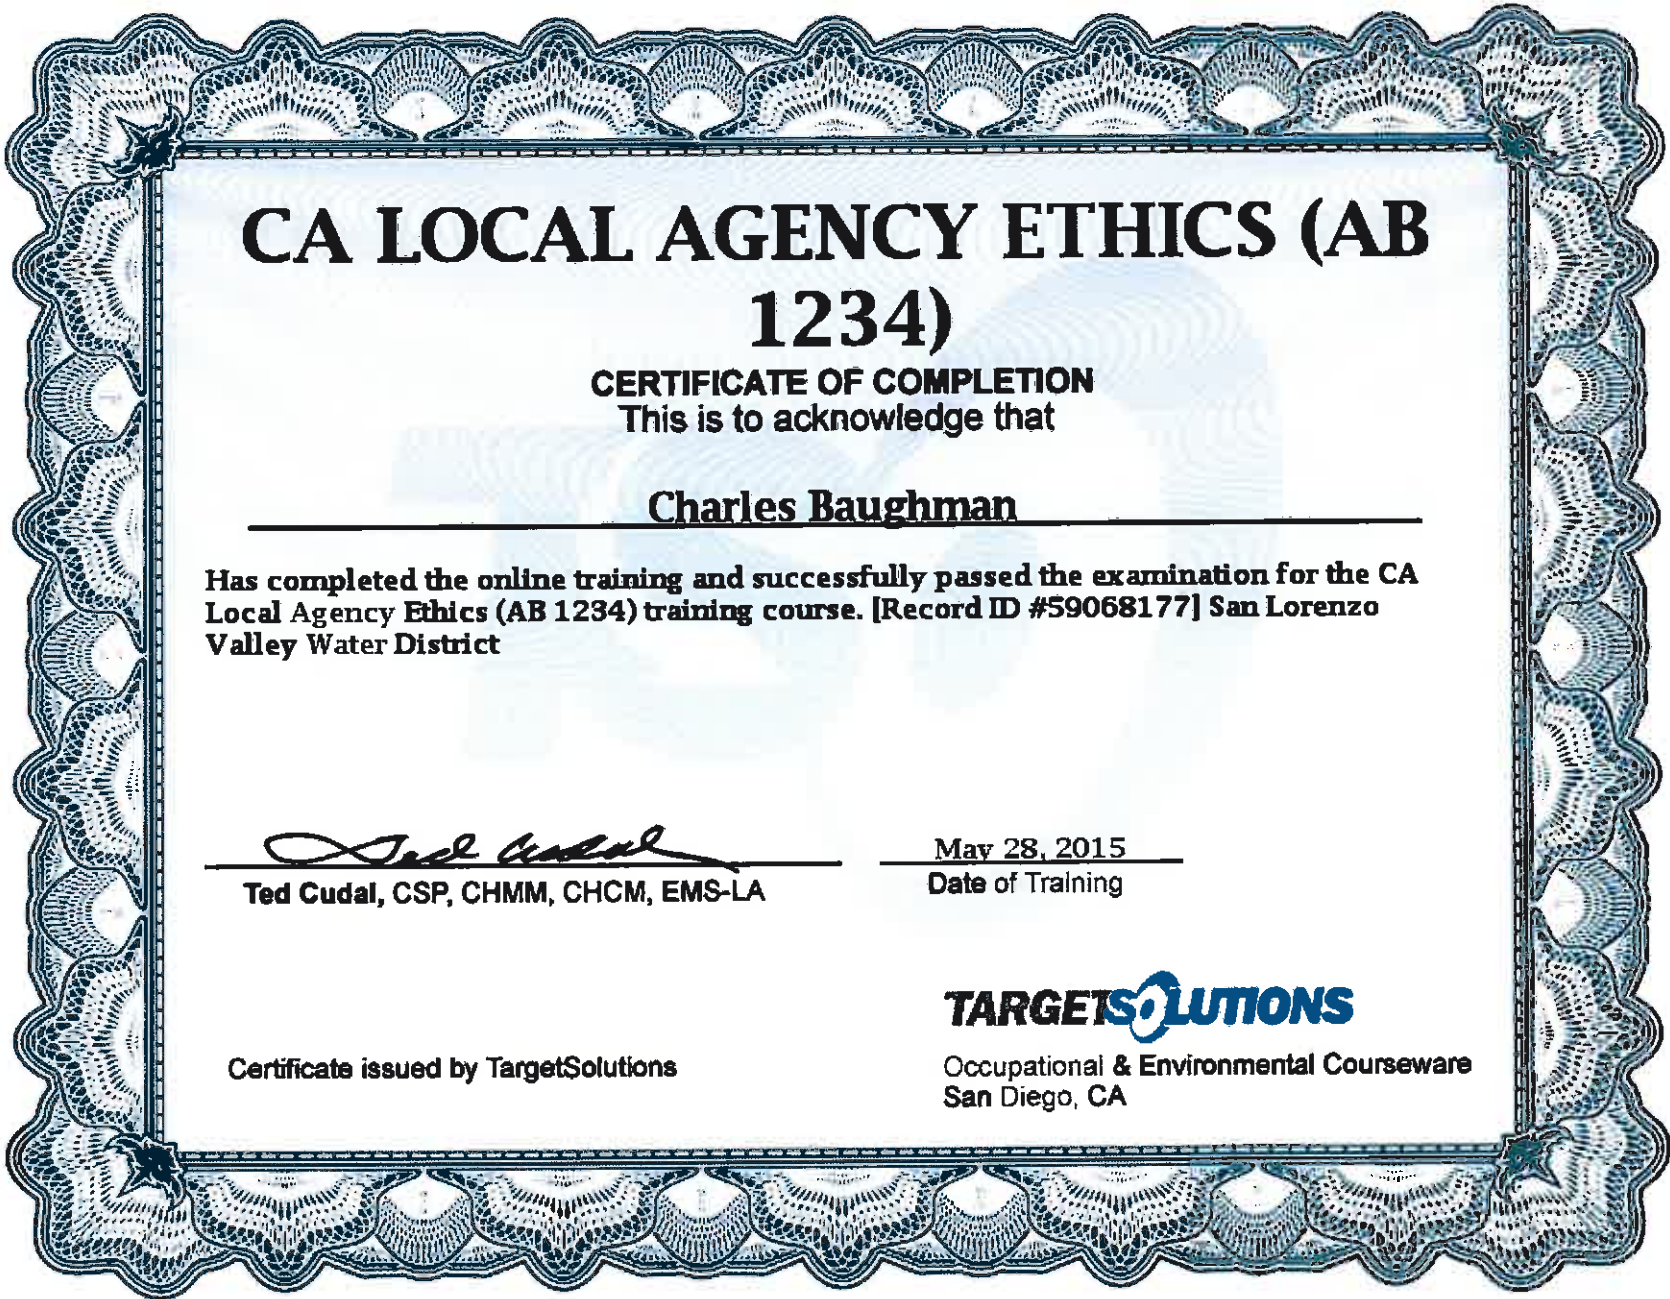 CA LOCAL AGENCY ETHICS (AB
1234)
CERTIFICATE OF COMPLETION
This is to acknowledge that
Charles Baughman
Has completed the online training and successfully passed the examination for the CA
Local Agency Ethics (AB 1234) training course. [Record ID #59068177] San Lorenzo
Valley Water District
Ted Cudal
May 28, 2015
Ted Cudal, CSP, CHMM, CHCM, EMS-LA
Date of Training
TARGETSOLUTIONS
Certificate issued by TargetSolutions
Occupational & Environmental Courseware
San Diego, CA